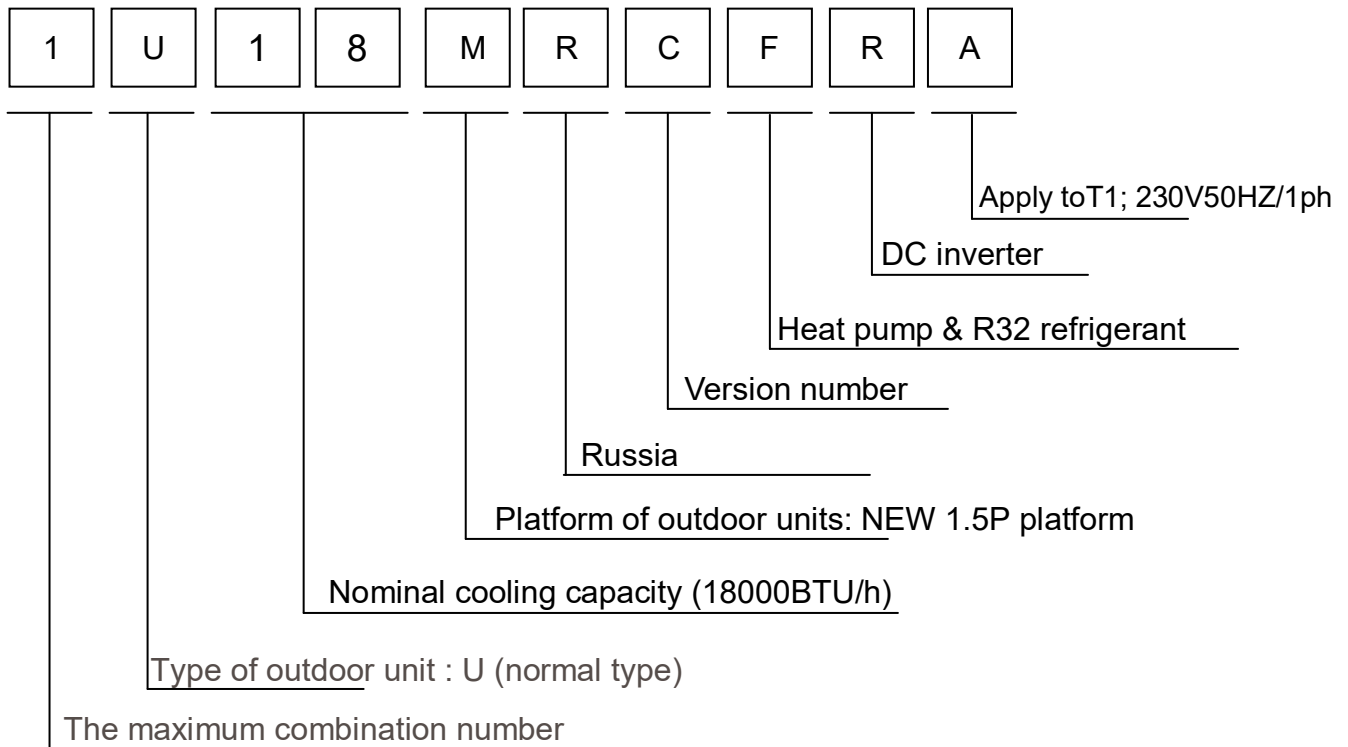 1 U 1 8 M R C F R A
Apply toT1; 230V50HZ/1ph
DC inverter
Heat pump & R32 refrigerant
Version number
Russia
Platform of outdoor units: NEW 1.5P platform
Nominal cooling capacity (18000BTU/h)
Type of outdoor unit : U (normal type)
The maximum combination number